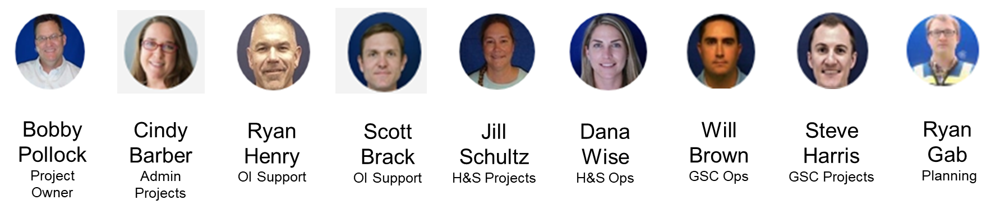 Bobby
Pollock
Project
Owner
Cindy
Barber
Admin
Projects
Ryan
Henry
OI Support
Scott
Brack
OI Support
Jill
Schultz
H&S Projects
Dana
Wise
H&S Ops
Will
Brown
GSC Ops
Steve
Harris
GSC Projects
Ryan
Gab
Planning